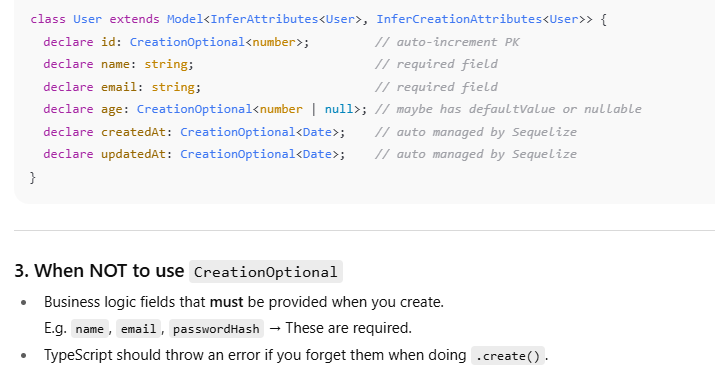 class User extends Model<InferAttributes<User>, InferCreationAttributes<User>> {
  declare id: CreationOptional<number>;         // auto-increment PK
  declare name: string;                         // required field
  declare email: string;                        // required field
  declare age: CreationOptional<number | null>; // maybe has defaultValue or nullable
  declare createdAt: CreationOptional<Date>;    // auto managed by Sequelize
  declare updatedAt: CreationOptional<Date>;    // auto managed by Sequelize
}
3. When NOT to use CreationOptional
• Business logic fields that must be provided when you create.
E.g. name, email, passwordHash → These are required.
• TypeScript should throw an error if you forget them when doing .create().